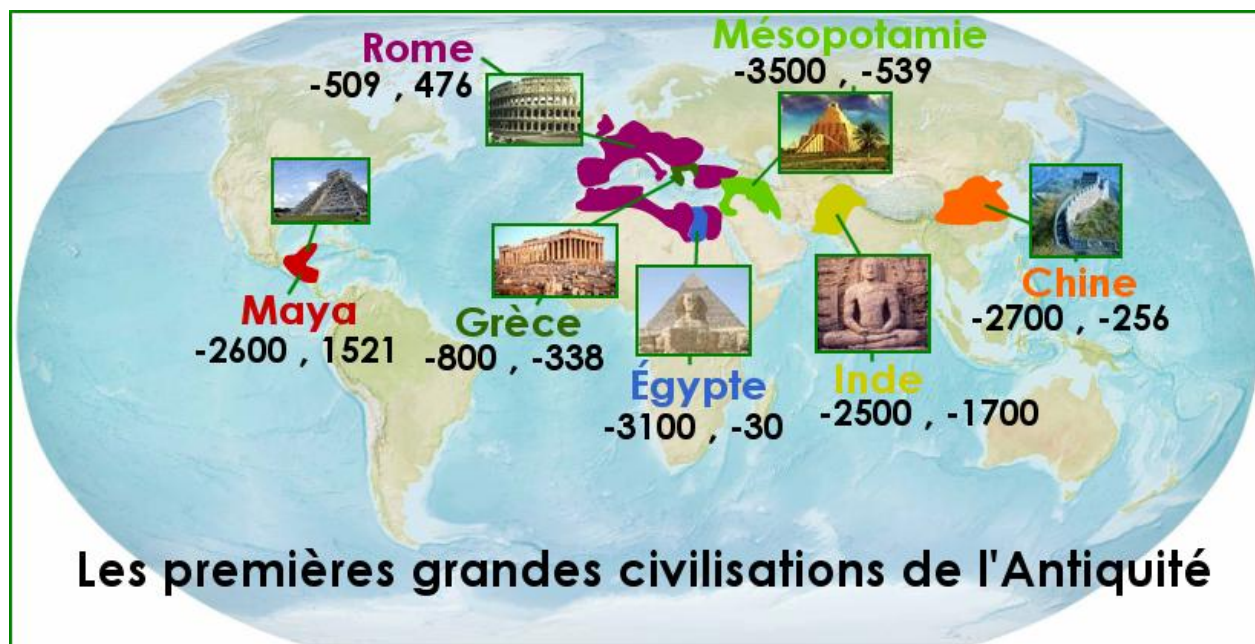 Rome
-509 , 476
Mésopotamie
-3500 , -539
Maya
-2600 , 1521
Grèce
-800 , -338
Égypte
-3100 , -30
Inde
-2500 , -1700
Chine
-2700 , -256
Les premières grandes civilisations de l'Antiquité